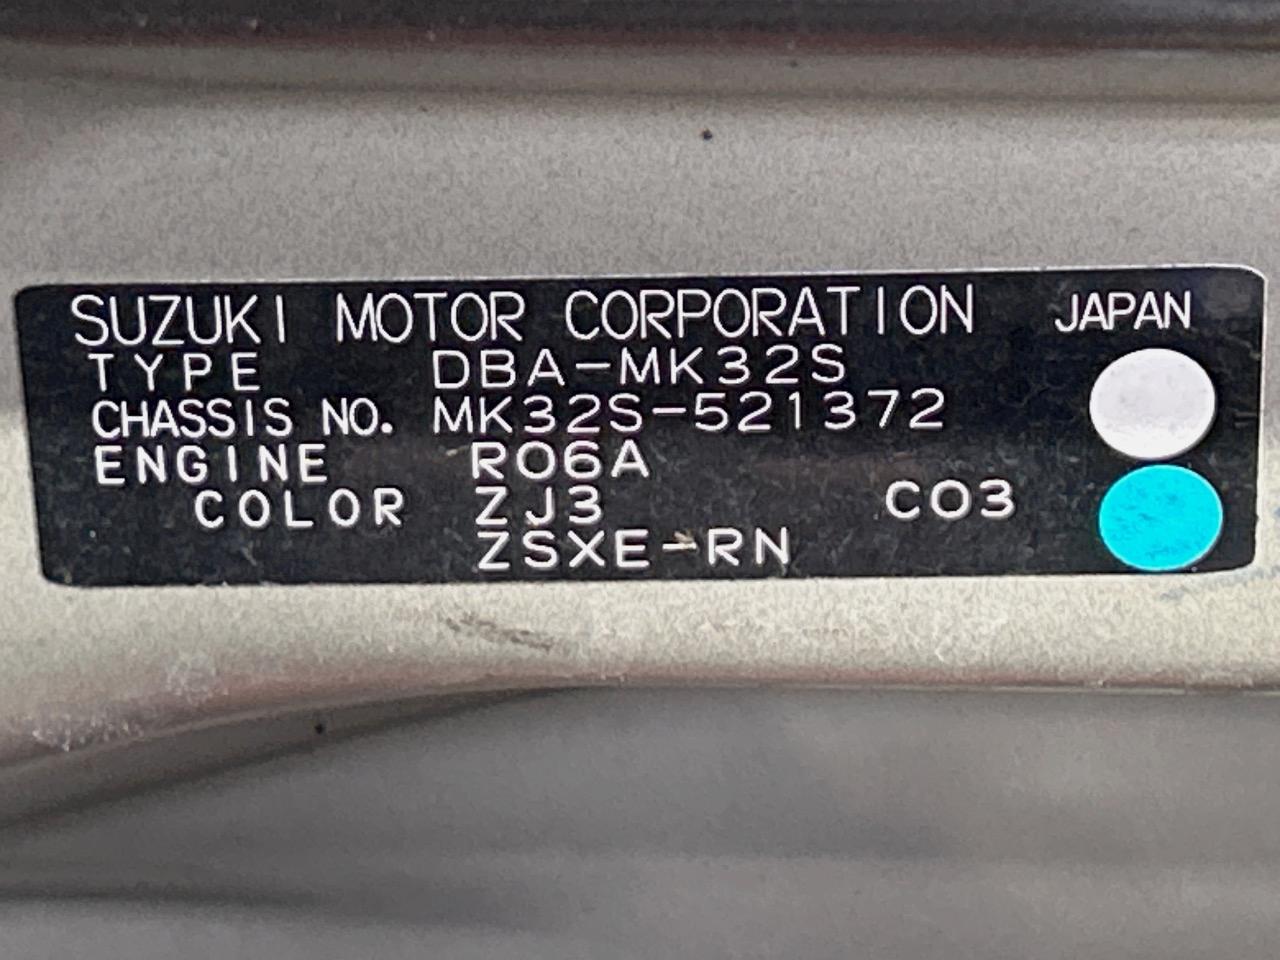 SUZUKI MOTOR CORPORATION JAPAN
TYPE DBA-MK32S
CHASSIS NO. MK32S-521372
ENGINE R06A
COLOR ZJ3 C03
ZSXE-RN